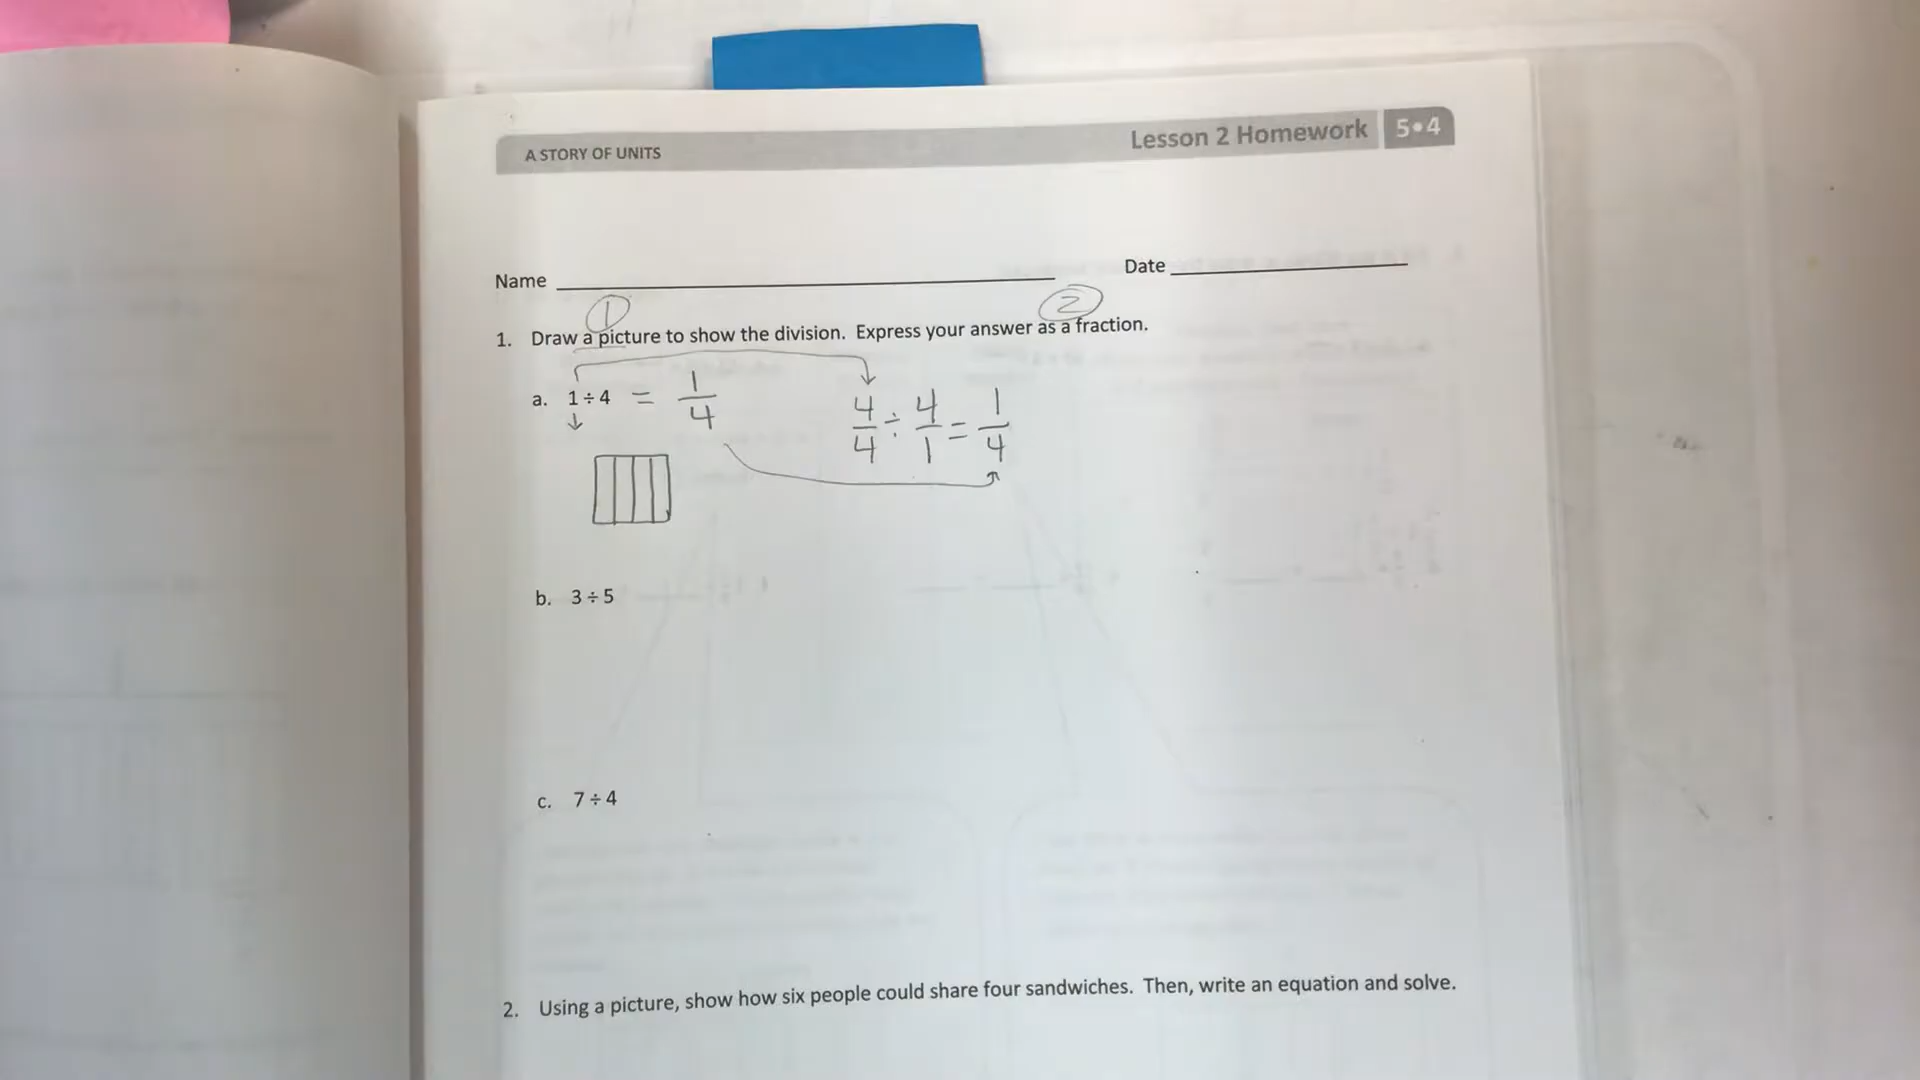 A STORY OF UNITS
Lesson 2 Homework 5•4
Name
Date
1
2
1. Draw a picture to show the division. Express your answer as a fraction.
a. 1 ÷ 4 = 1/4
4/4 ÷ 4/1 = 1/4
b. 3 ÷ 5
c. 7 ÷ 4
2. Using a picture, show how six people could share four sandwiches. Then, write an equation and solve.